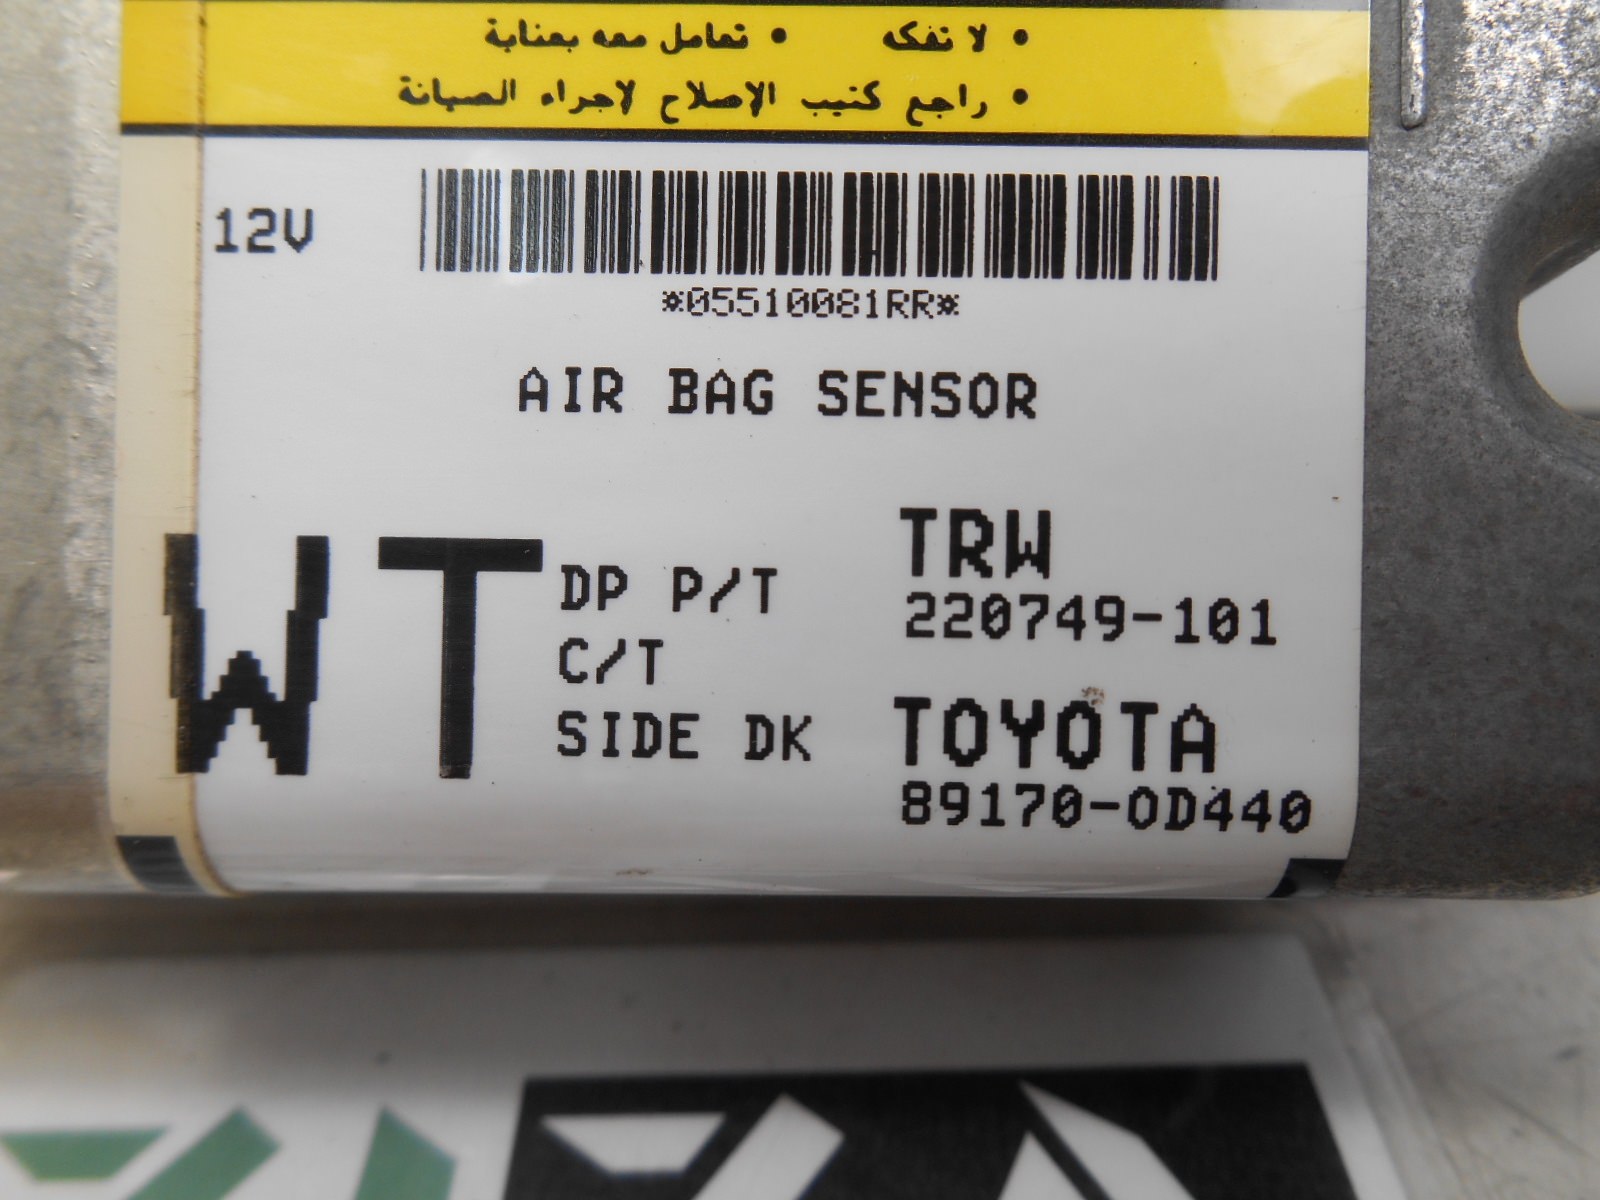 • لا تفكه • تعامل معه بعناية
• راجع كتيب الإصلاح لاجراء الصيانة
12V
*05510081RR*
AIR BAG SENSOR
WT
DP P/T
C/T
SIDE DK
TRW
220749-101
TOYOTA
89170-0D440